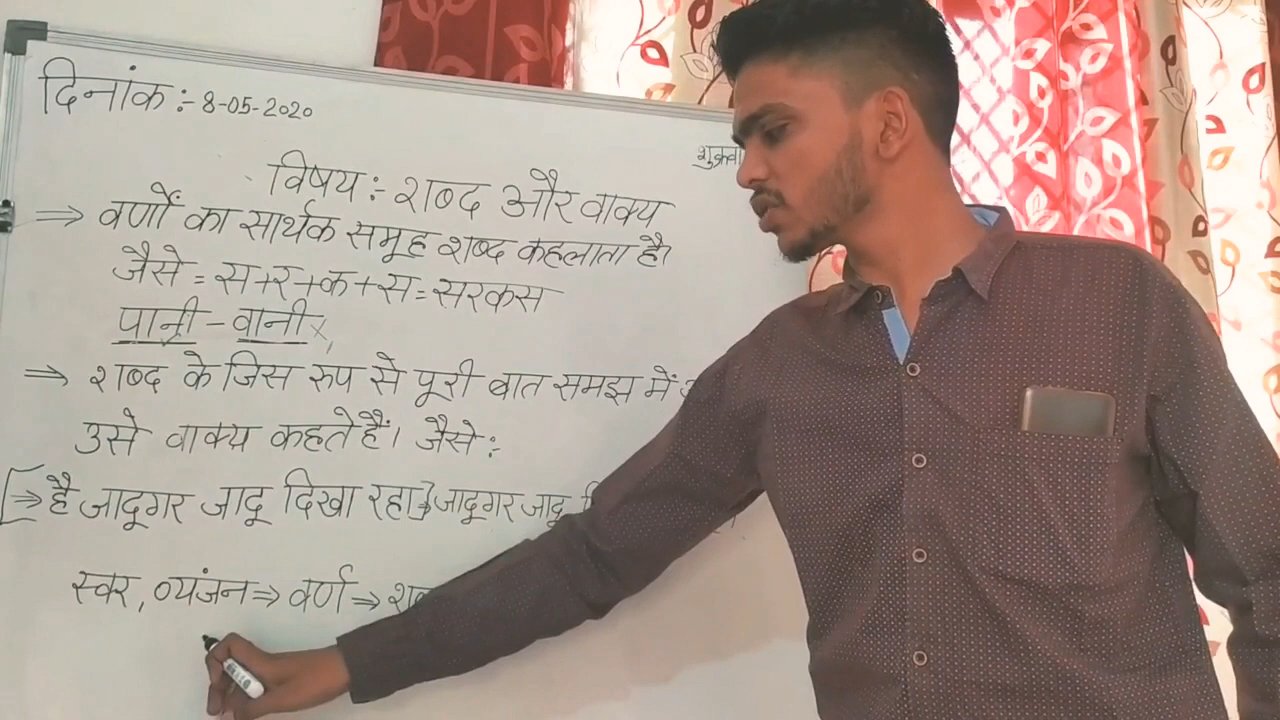 दिनांक :- 8-05-2020
विषय :- शब्द और वाक्य
⇒ वर्णों का सार्थक समूह शब्द कहलाता है।
जैसे = स+र+क+स = सरकस
पानी - वानी ×
⇒ शब्द के जिस रुप से पूरी बात समझ में
उसे वाक्य कहते हैं। जैसे :-
[⇒ है जादूगर जादू दिखा रहा] जादूगर जादू
स्वर, व्यंजन ⇒ वर्ण ⇒